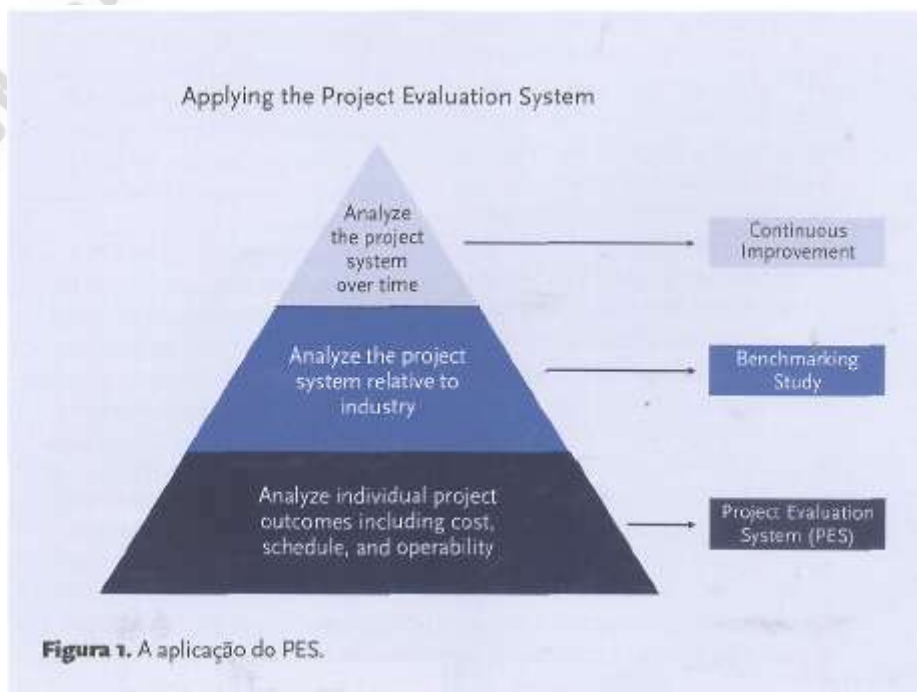 Applying the Project Evaluation System
Analyze
the project
system
over time
Continuous
Improvement
Analyze the project
system relative to
industry
Benchmarking
Study
Analyze individual project
outcomes including cost,
schedule, and operability
Project Evaluation
System (PES)
Figura 1. A aplicação do PES.